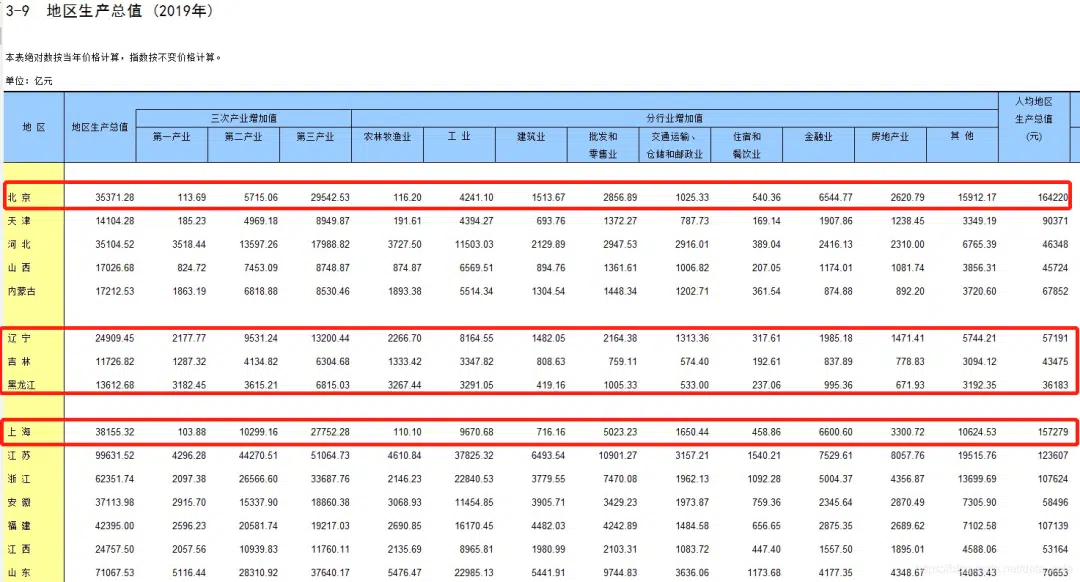 3-9 地区生产总值 (2019年)
本表绝对数按当年价格计算，指数按不变价格计算。
单位：亿元
地 区 地区生产总值 三次产业增加值 分行业增加值 人均地区生产总值(元)
第一产业 第二产业 第三产业 农林牧渔业 工 业 建筑业 批发和零售业 交通运输、仓储和邮政业 住宿和餐饮业 金融业 房地产业 其 他
北 京 35371.28 113.69 5715.06 29542.53 116.20 4241.10 1513.67 2856.89 1025.33 540.36 6544.77 2620.79 15912.17 164220
天 津 14104.28 185.23 4969.18 8949.87 191.61 4394.27 693.76 1372.27 787.73 169.14 1907.86 1238.45 3349.19 90371
河 北 35104.52 3518.44 13597.26 17988.82 3727.50 11503.03 2129.89 2947.53 2916.01 389.04 2416.13 2310.00 6765.39 46348
山 西 17026.68 824.72 7453.09 8748.87 874.87 6569.51 894.76 1361.61 1006.82 207.05 1174.01 1081.74 3856.31 45724
内蒙古 17212.53 1863.19 6818.88 8530.46 1893.38 5514.34 1304.54 1448.34 1202.71 361.54 874.88 892.20 3720.60 67852
辽 宁 24909.45 2177.77 9531.24 13200.44 2266.70 8164.55 1482.05 2164.38 1313.36 317.61 1985.18 1471.41 5744.21 57191
吉 林 11726.82 1287.32 4134.82 6304.68 1333.42 3347.82 808.63 759.11 574.40 192.61 837.89 778.83 3094.12 43475
黑龙江 13612.68 3182.45 3615.21 6815.03 3267.44 3291.05 419.16 1005.33 533.00 237.06 995.36 671.93 3192.35 36183
上 海 38155.32 103.88 10299.16 27752.28 110.10 9670.68 716.16 5023.23 1650.44 458.86 6600.60 3300.72 10624.53 157279
江 苏 99631.52 4296.28 44270.51 51064.73 4610.84 37825.32 6493.54 10901.27 3157.21 1540.21 7529.61 8057.76 19515.76 123607
浙 江 62351.74 2097.38 26566.60 33687.76 2146.23 22840.53 3779.55 7470.08 1962.13 1092.28 5004.37 4356.87 13699.69 107624
安 徽 37113.98 2915.70 15337.90 18860.38 3068.93 11454.85 3905.71 3429.23 1973.87 759.36 2345.64 2870.49 7305.90 58496
福 建 42395.00 2596.23 20581.74 19217.03 2690.85 16170.45 4482.03 4242.89 1484.58 656.65 2875.35 2689.62 7102.58 107139
江 西 24757.50 2057.56 10939.83 11760.11 2135.69 8965.81 1980.99 2103.31 1083.72 447.40 1557.50 1895.01 4588.06 53164
山 东 71067.53 5116.44 28310.92 37640.17 5476.47 22985.13 5441.91 9744.83 3636.06 1173.68 4177.35 4348.67 14083.43 70653